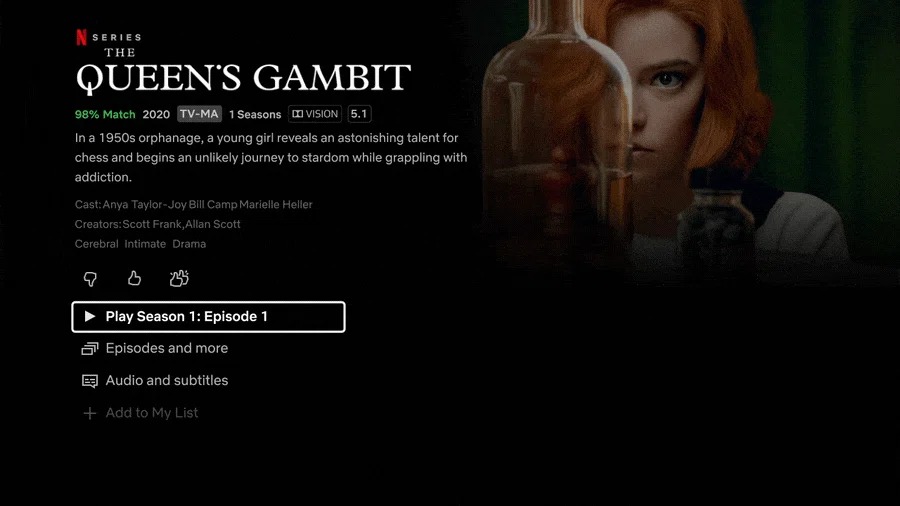 N SERIES
THE
QUEEN'S GAMBIT
98% Match 2020 TV-MA 1 Seasons DD VISION 5.1
In a 1950s orphanage, a young girl reveals an astonishing talent for
chess and begins an unlikely journey to stardom while grappling with
addiction.
Cast:Anya Taylor-Joy Bill Camp Marielle Heller
Creators:Scott Frank,Allan Scott
Cerebral Intimate Drama
Play Season 1: Episode 1
Episodes and more
Audio and subtitles
Add to My List